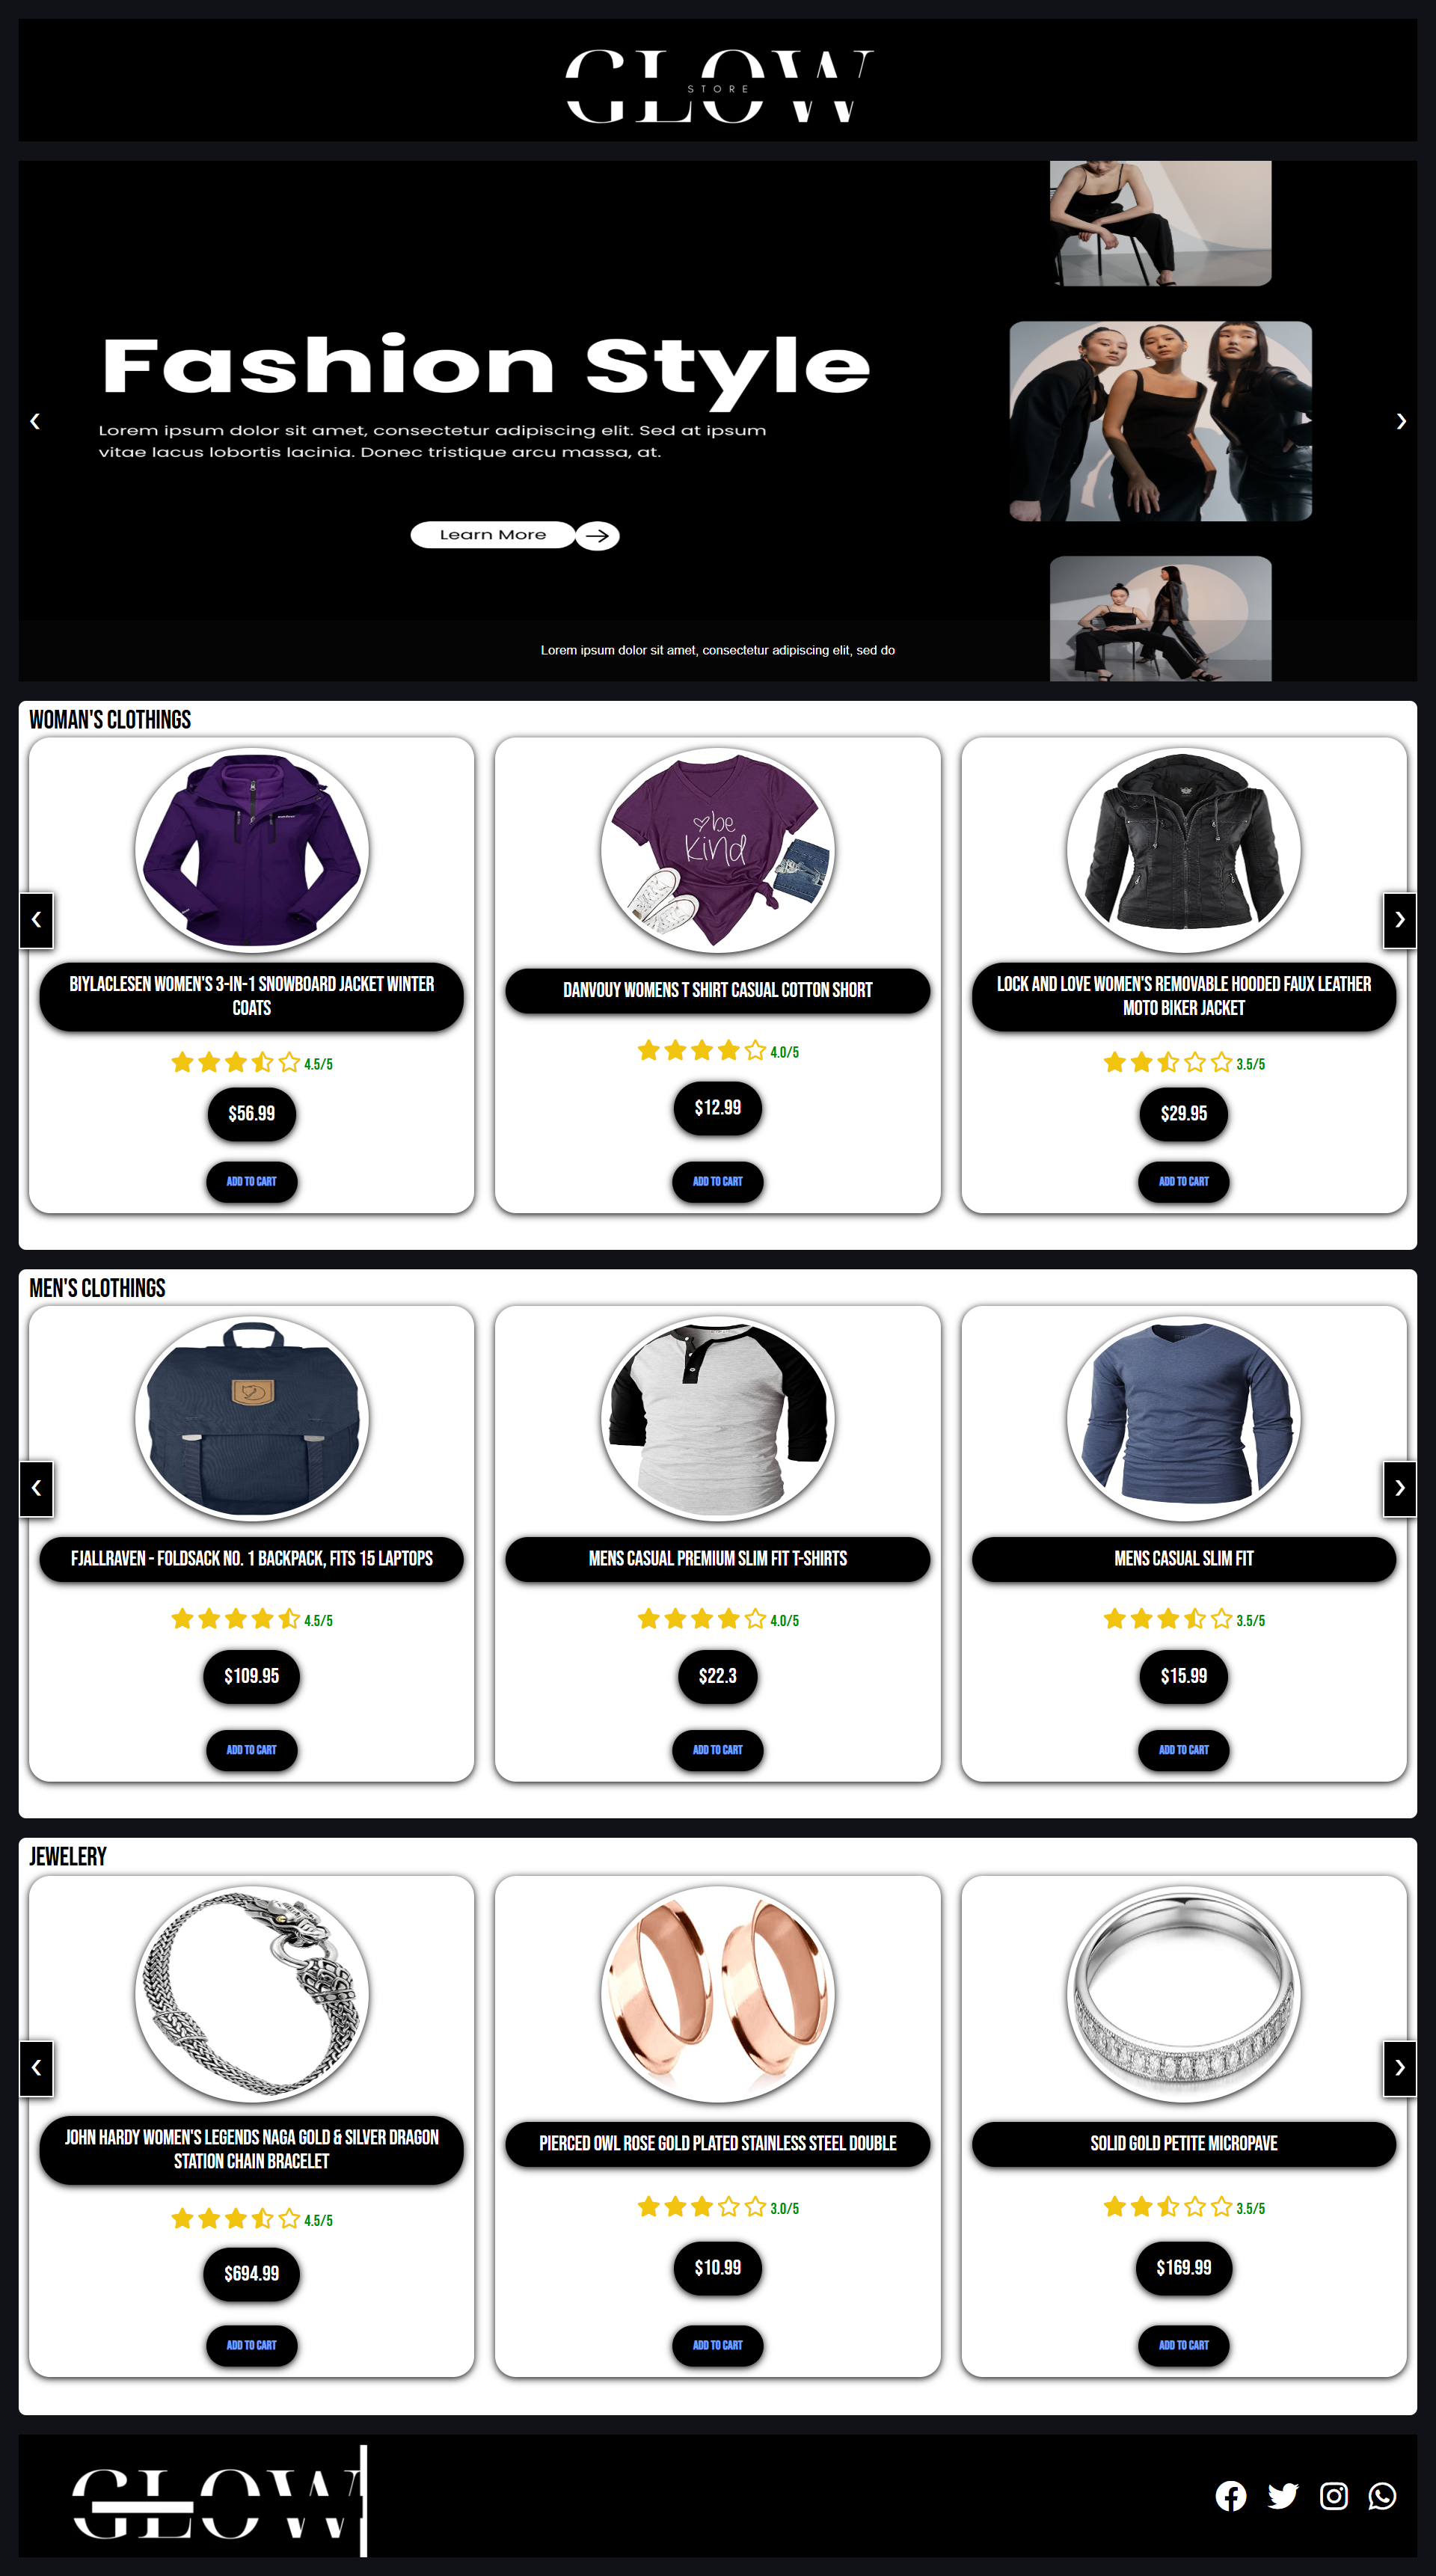 GLOW
STORE
Fashion Style
Lorem ipsum dolor sit amet, consectetur adipiscing elit. Sed at ipsum
vitae lacus lobortis lacinia. Donec tristique arcu massa, at.
Learn More
Lorem ipsum dolor sit amet, consectetur adipiscing elit, sed do
WOMAN'S CLOTHINGS
be
kind
BIYLACLESEN WOMEN'S 3-IN-1 SNOWBOARD JACKET WINTER
COATS
4.5/5
$56.99
ADD TO CART
DANVOUY WOMENS T SHIRT CASUAL COTTON SHORT
4.0/5
$12.99
ADD TO CART
LOCK AND LOVE WOMEN'S REMOVABLE HOODED FAUX LEATHER
MOTO BIKER JACKET
3.5/5
$29.95
ADD TO CART
MEN'S CLOTHINGS
FJALLRAVEN - FOLDSACK NO. 1 BACKPACK, FITS 15 LAPTOPS
4.5/5
$109.95
ADD TO CART
MENS CASUAL PREMIUM SLIM FIT T-SHIRTS
4.0/5
$22.3
ADD TO CART
MENS CASUAL SLIM FIT
3.5/5
$15.99
ADD TO CART
JEWELERY
JOHN HARDY WOMEN'S LEGENDS NAGA GOLD & SILVER DRAGON
STATION CHAIN BRACELET
4.5/5
$694.99
ADD TO CART
PIERCED OWL ROSE GOLD PLATED STAINLESS STEEL DOUBLE
3.0/5
$10.99
ADD TO CART
SOLID GOLD PETITE MICROPAVE
3.5/5
$169.99
ADD TO CART
GLOW